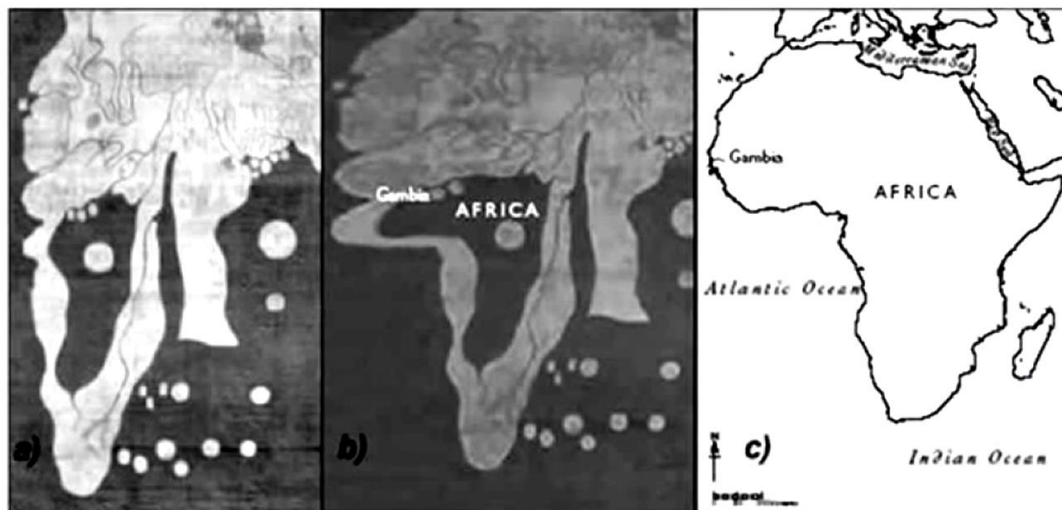 a)
Gambia
AFRICA
b)
Mediterranean Sea
Gambia
AFRICA
Atlantic Ocean
N
c)
Indian Ocean